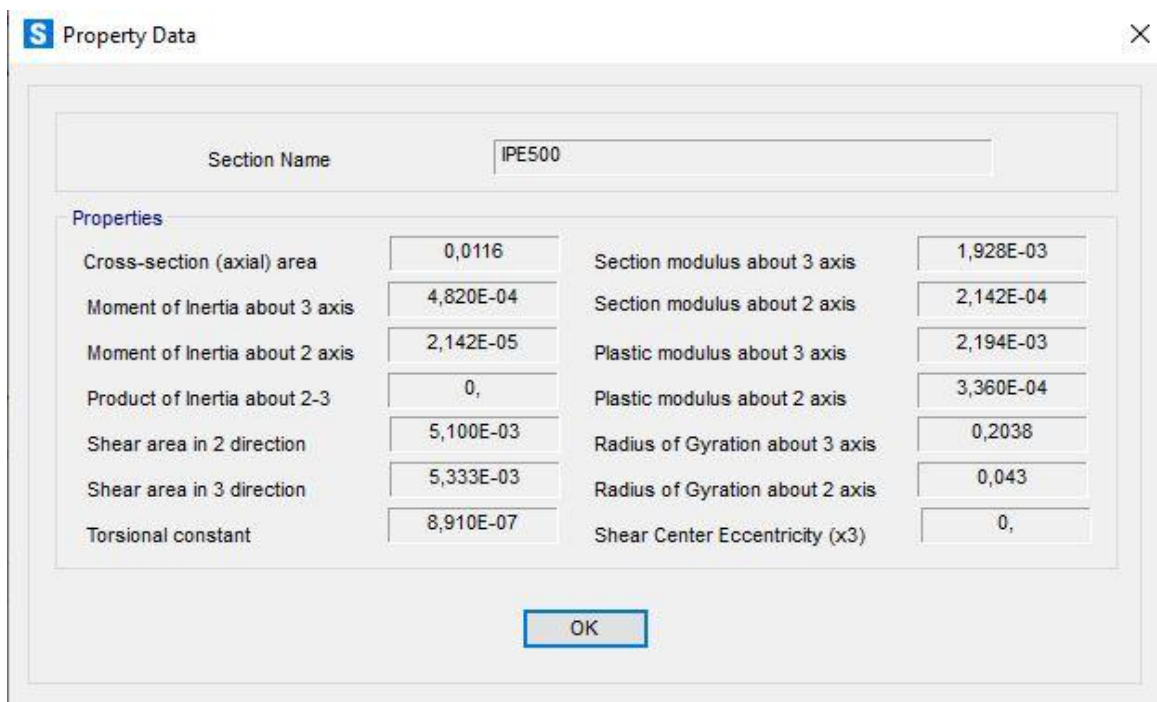 S Property Data
Section Name IPE500
Properties
Cross-section (axial) area 0,0116 Section modulus about 3 axis 1,928E-03
Moment of Inertia about 3 axis 4,820E-04 Section modulus about 2 axis 2,142E-04
Moment of Inertia about 2 axis 2,142E-05 Plastic modulus about 3 axis 2,194E-03
Product of Inertia about 2-3 0, Plastic modulus about 2 axis 3,360E-04
Shear area in 2 direction 5,100E-03 Radius of Gyration about 3 axis 0,2038
Shear area in 3 direction 5,333E-03 Radius of Gyration about 2 axis 0,043
Torsional constant 8,910E-07 Shear Center Eccentricity (x3) 0,
OK